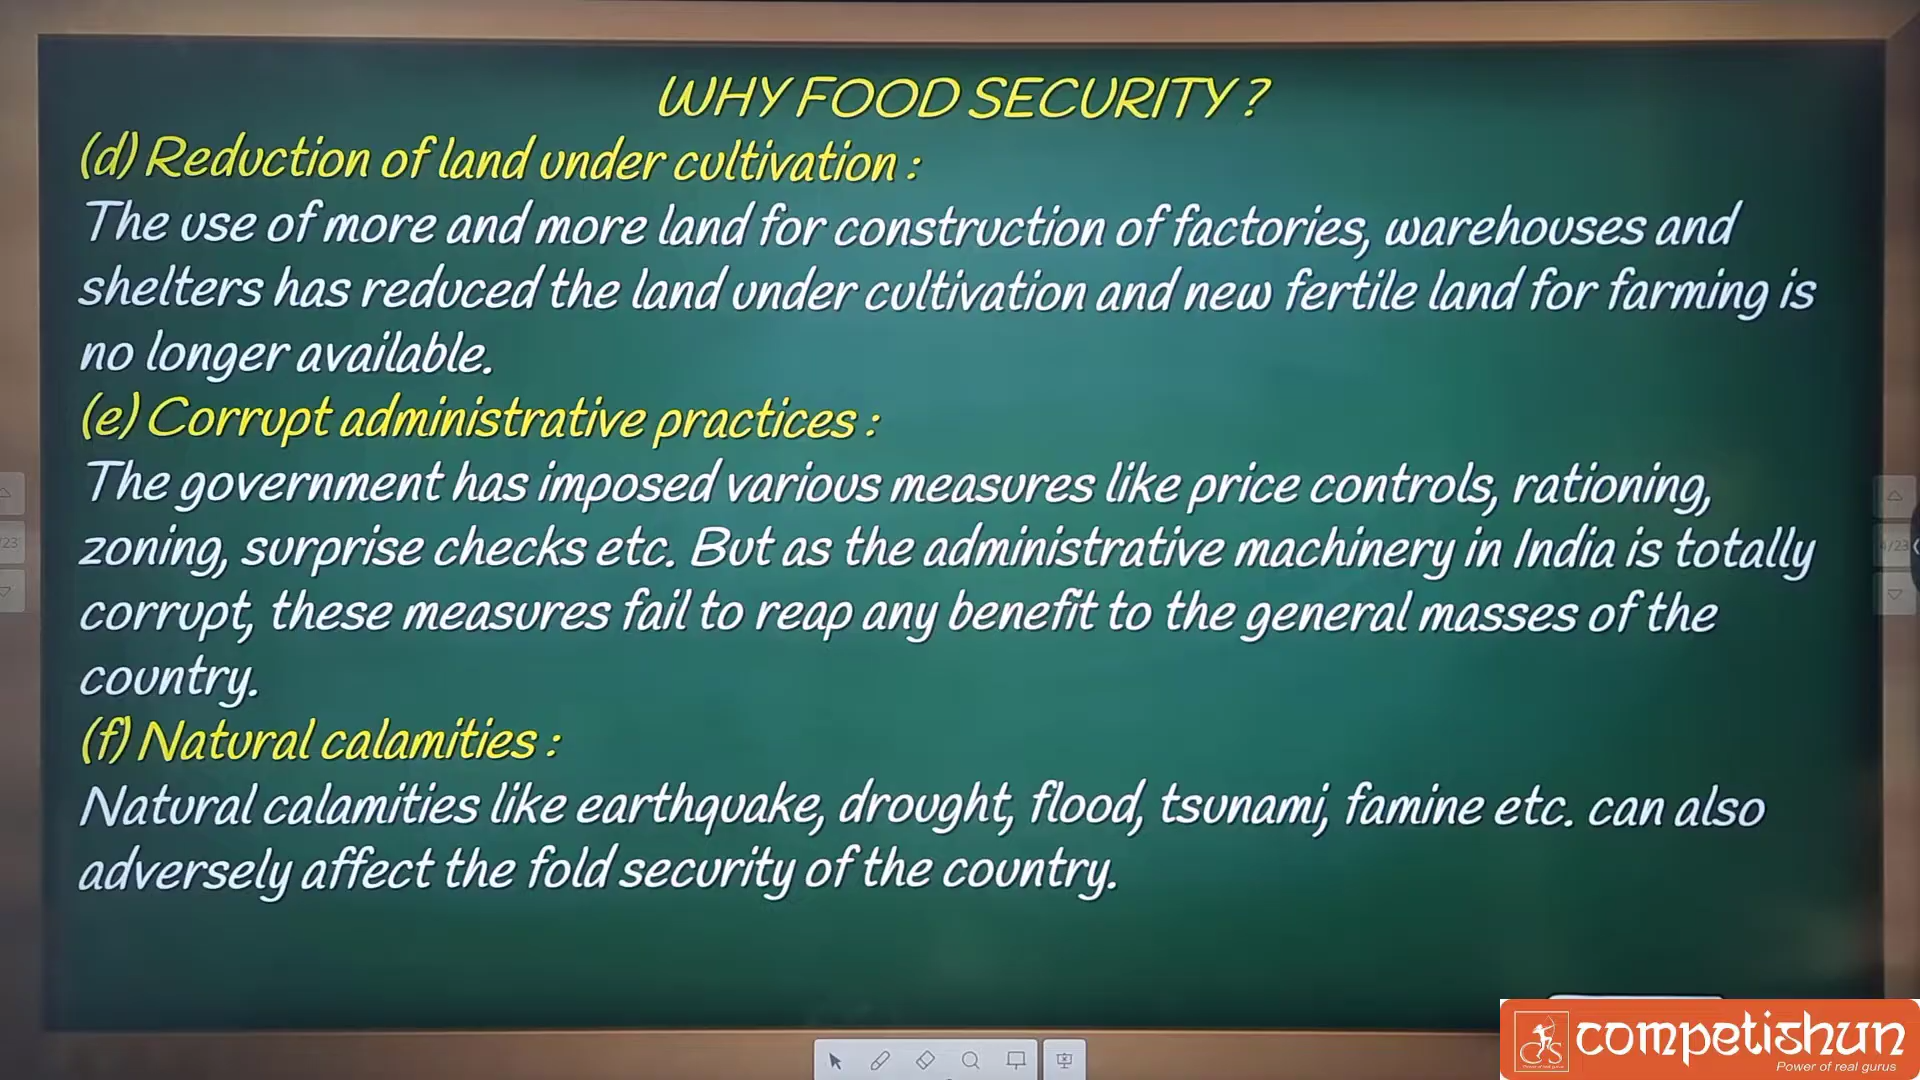 WHY FOOD SECURITY ?
(d) Reduction of land under cultivation :
The use of more and more land for construction of factories, warehouses and
shelters has reduced the land under cultivation and new fertile land for farming is
no longer available.
(e) Corrupt administrative practices :
The government has imposed various measures like price controls, rationing,
zoning, surprise checks etc. But as the administrative machinery in India is totally
corrupt, these measures fail to reap any benefit to the general masses of the
country.
(f) Natural calamities :
Natural calamities like earthquake, drought, flood, tsunami, famine etc. can also
adversely affect the fold security of the country.
/23
4/23
competishun
Power of real gurus